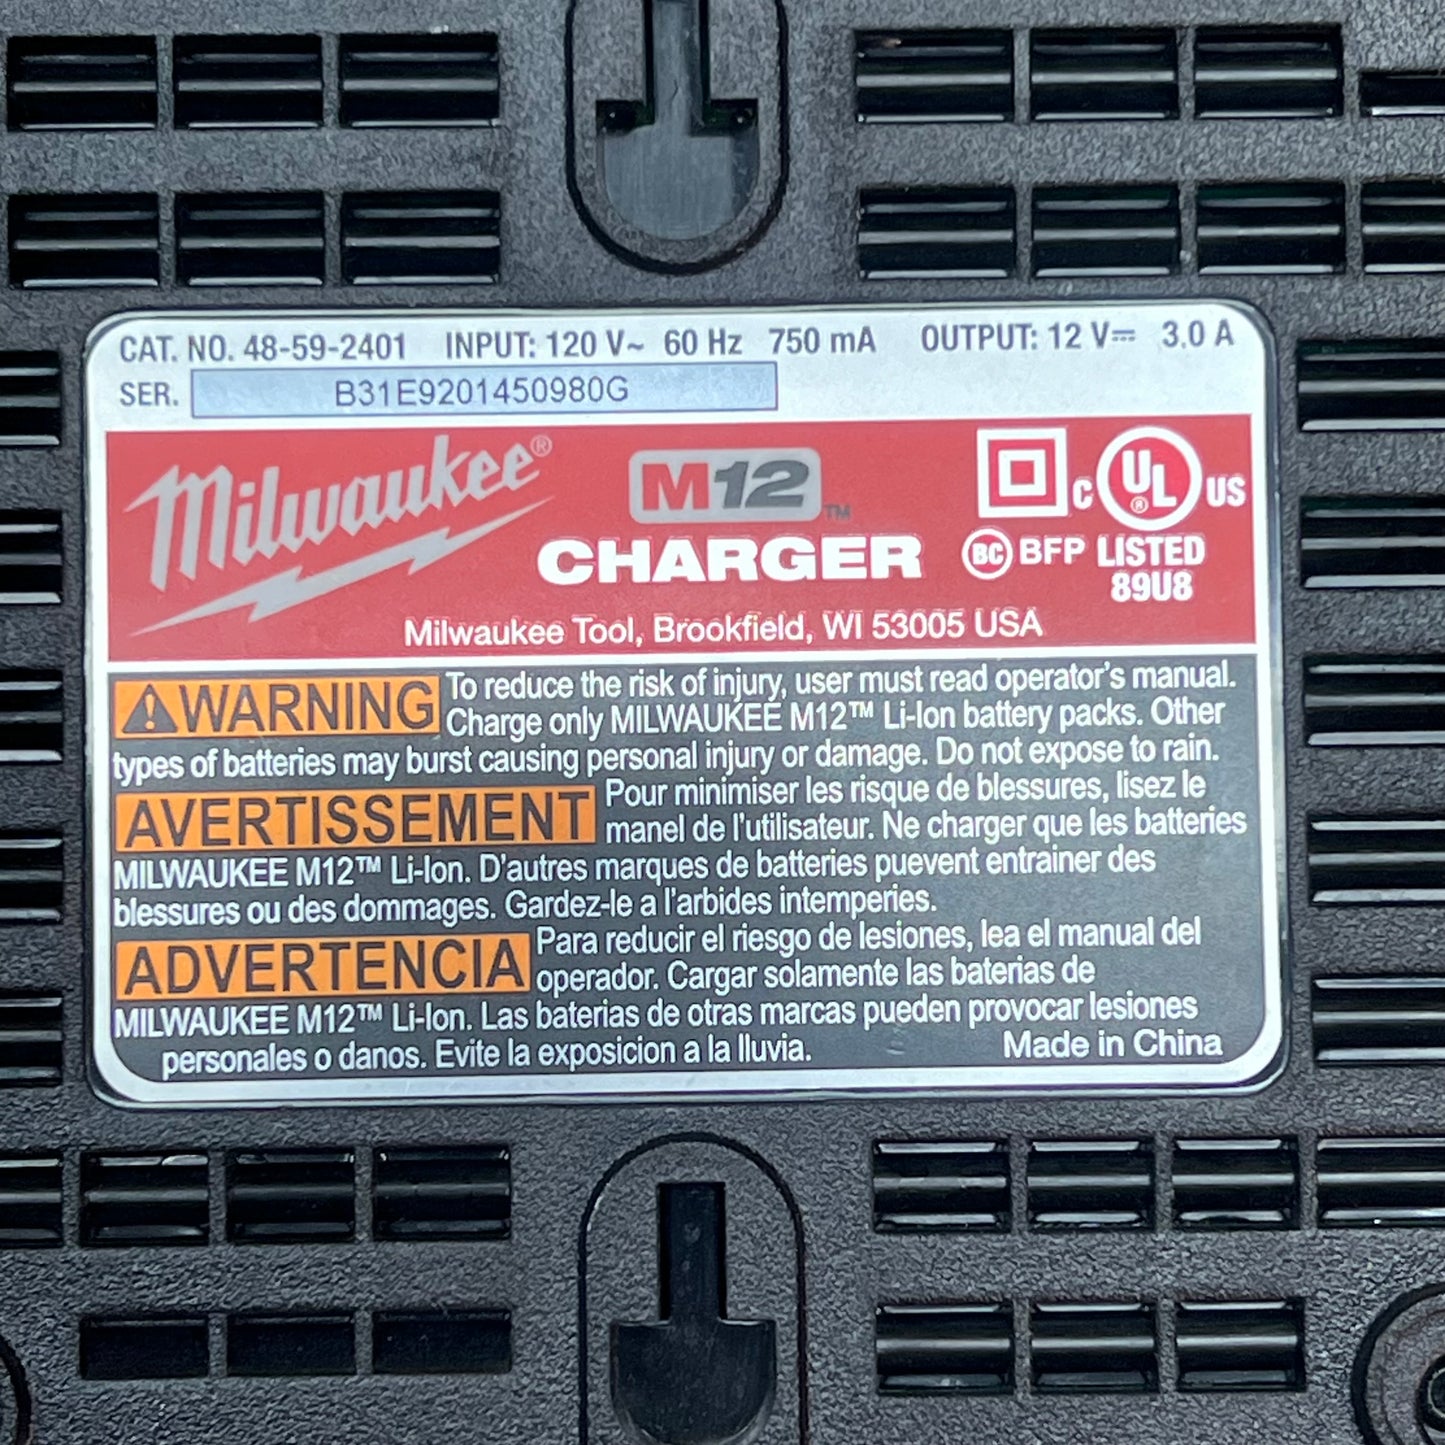 CAT. NO. 48-59-2401 INPUT: 120 V~ 60 Hz 750 mA OUTPUT: 12 V⎓ 3.0 A
SER. B31E9201450980G
Milwaukee®
M12™
CHARGER
C UL® US
BC BFP LISTED
89U8
Milwaukee Tool, Brookfield, WI 53005 USA
⚠WARNING To reduce the risk of injury, user must read operator's manual.
Charge only MILWAUKEE M12™ Li-Ion battery packs. Other
types of batteries may burst causing personal injury or damage. Do not expose to rain.
AVERTISSEMENT Pour minimiser les risque de blessures, lisez le
manel de l'utilisateur. Ne charger que les batteries
MILWAUKEE M12™ Li-Ion. D'autres marques de batteries puevent entrainer des
blessures ou des dommages. Gardez-le a l'arbides intemperies.
ADVERTENCIA Para reducir el riesgo de lesiones, lea el manual del
operador. Cargar solamente las baterias de
MILWAUKEE M12™ Li-Ion. Las baterias de otras marcas pueden provocar lesiones
personales o danos. Evite la exposicion a la lluvia. Made in China